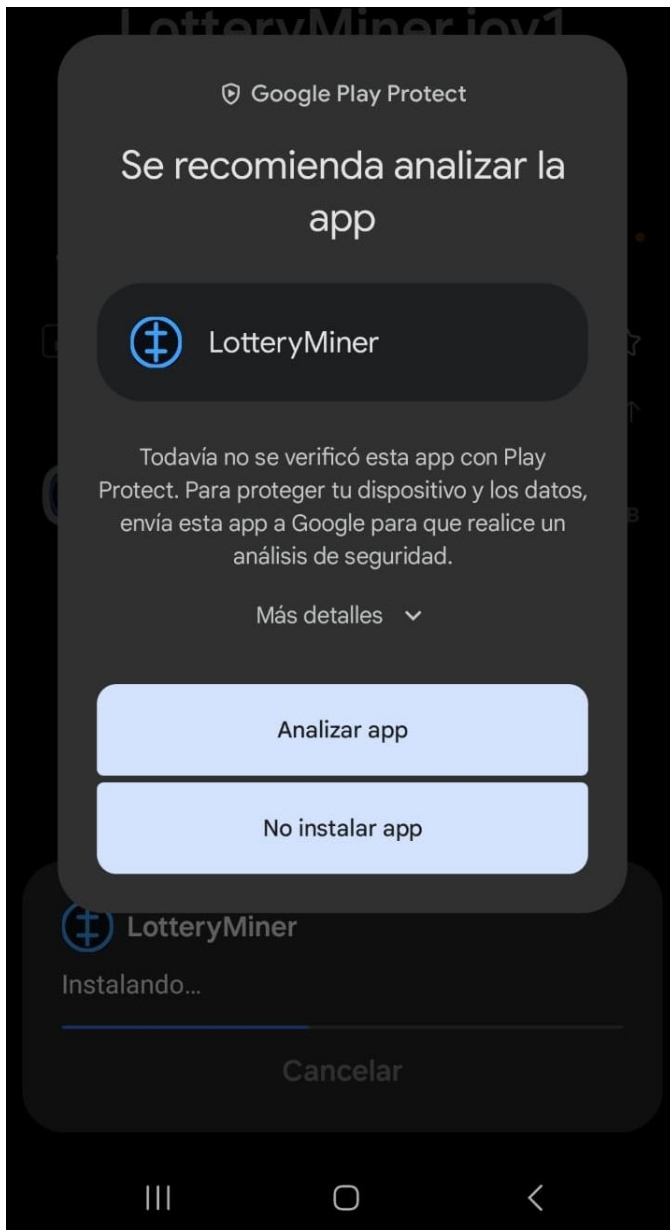 LotteryMiner.jov1
Google Play Protect
Se recomienda analizar la
app
LotteryMiner
Todavía no se verificó esta app con Play
Protect. Para proteger tu dispositivo y los datos,
envía esta app a Google para que realice un
análisis de seguridad.
Más detalles
Analizar app
No instalar app
LotteryMiner
Instalando...
Cancelar